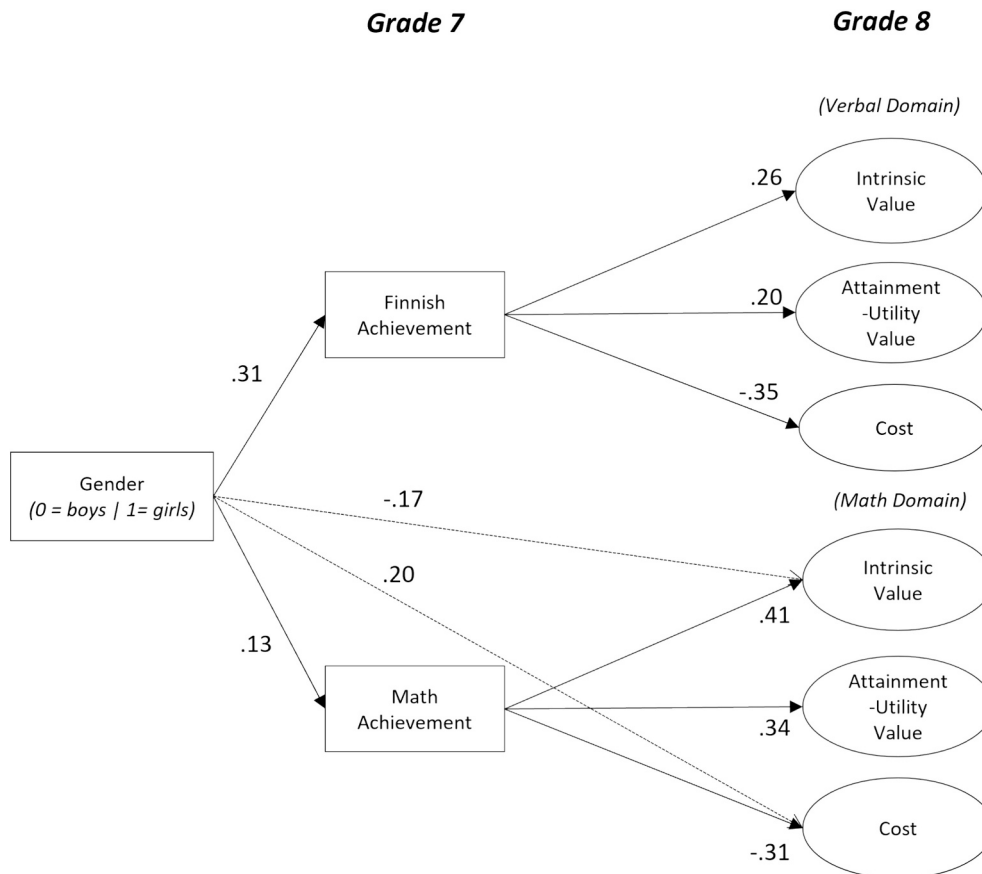 Grade 7
Grade 8
(Verbal Domain)
.26
Intrinsic
Value
Finnish
Achievement
.20
Attainment
-Utility
Value
.31
-.35
Cost
Gender
(0 = boys | 1= girls)
-.17
(Math Domain)
.20
Intrinsic
Value
.41
.13
Math
Achievement
.34
Attainment
-Utility
Value
Cost
-.31